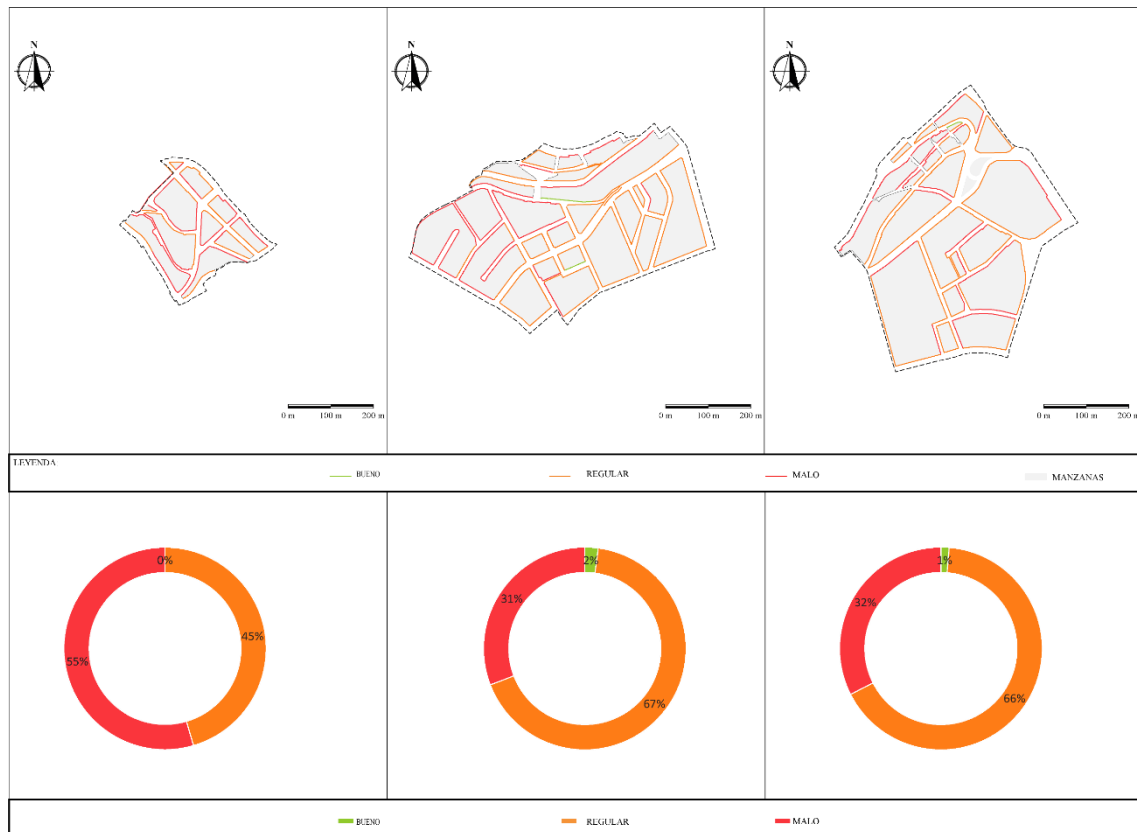 N
N
N
0 m 100 m 200 m
0 m 100 m 200 m
0 m 100 m 200 m
LEYENDA
BUENO REGULAR MALO MANZANAS
0%
45%
55%
2%
31%
67%
1%
32%
66%
BUENO REGULAR MALO